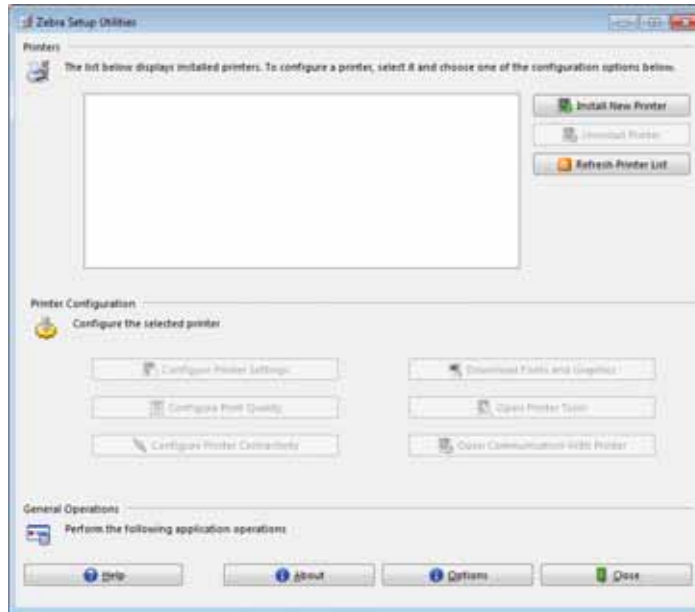 Zebra Setup Utilities
Printers
The list below displays installed printers. To configure a printer, select it and choose one of the configuration options below.
Install New Printer
Uninstall Printer
Refresh Printer List
Printer Configuration
Configure the selected printer
Configure Printer Settings
Download Fonts and Graphics
Configure Print Quality
Open Printer Tools
Configure Printer Connectivity
Open Communication With Printer
General Operations
Perform the following application operations
Help
About
Options
Close